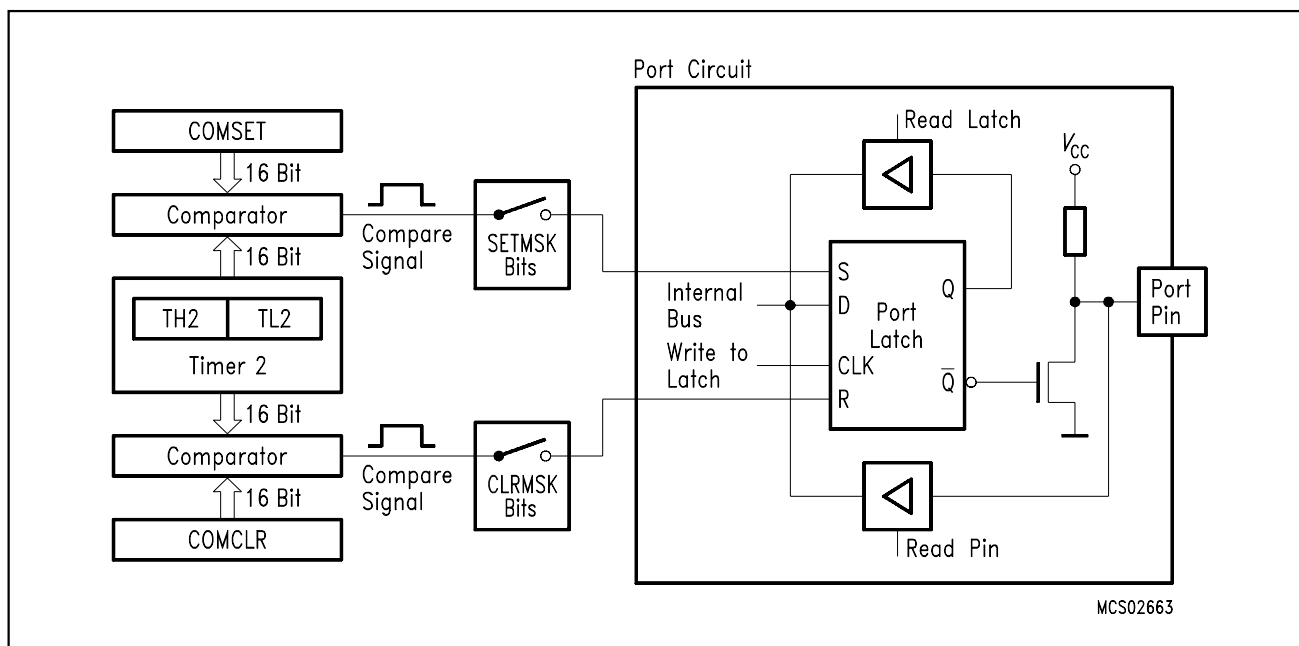 Port Circuit
COMSET
16 Bit
Comparator
16 Bit
TH2 TL2
Timer 2
16 Bit
Comparator
16 Bit
COMCLR
Compare
Signal
SETMSK
Bits
Compare
Signal
CLRMSK
Bits
Read Latch
Internal
Bus
Write to
Latch
S
D
CLK
R
Port
Latch
Q
Q̅
Read Pin
VCC
Port
Pin
MCS02663